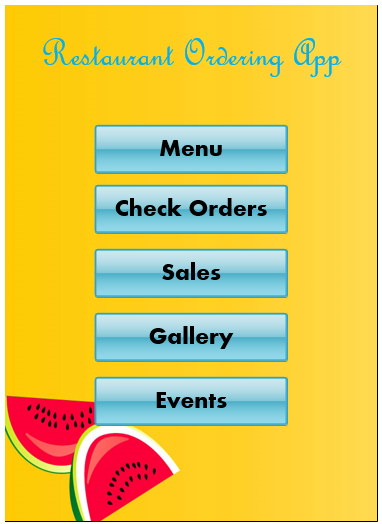 Restaurant Ordering App
Menu
Check Orders
Sales
Gallery
Events